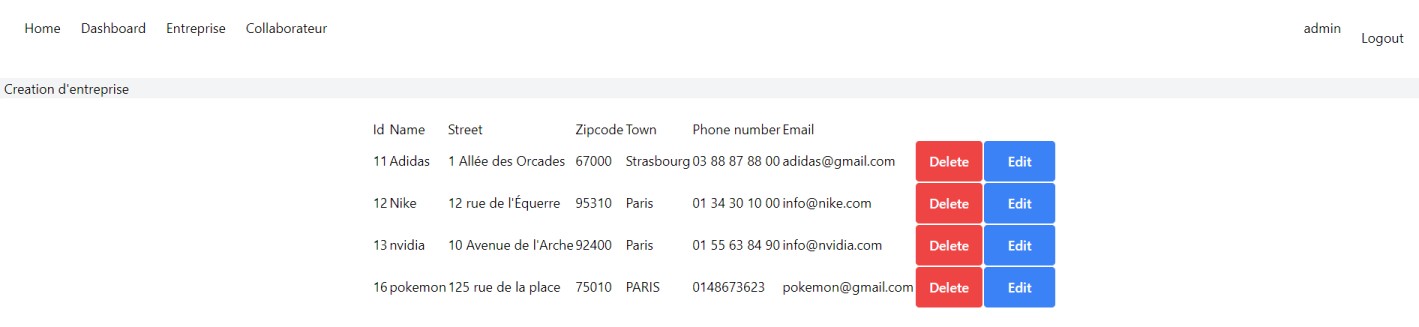 Home Dashboard Entreprise Collaborateur admin Logout
Creation d'entreprise
Id Name Street Zipcode Town Phone number Email
11 Adidas 1 Allée des Orcades 67000 Strasbourg 03 88 87 88 00 adidas@gmail.com Delete Edit
12 Nike 12 rue de l'Équerre 95310 Paris 01 34 30 10 00 info@nike.com Delete Edit
13 nvidia 10 Avenue de l'Arche 92400 Paris 01 55 63 84 90 info@nvidia.com Delete Edit
16 pokemon 125 rue de la place 75010 PARIS 0148673623 pokemon@gmail.com Delete Edit